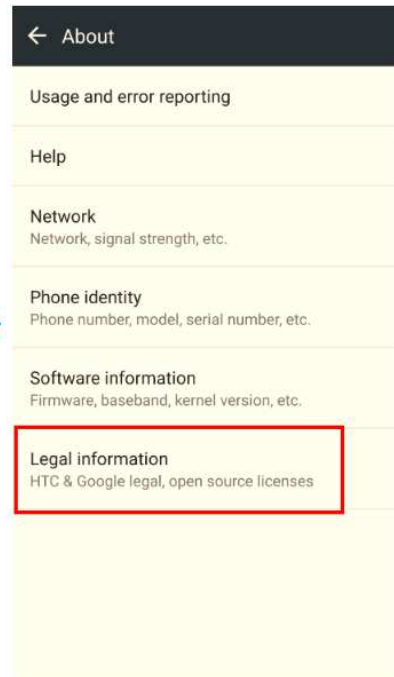 About
Usage and error reporting
Help
Network
Network, signal strength, etc.
Phone identity
Phone number, model, serial number, etc.
Software information
Firmware, baseband, kernel version, etc.
Legal information
HTC & Google legal, open source licenses